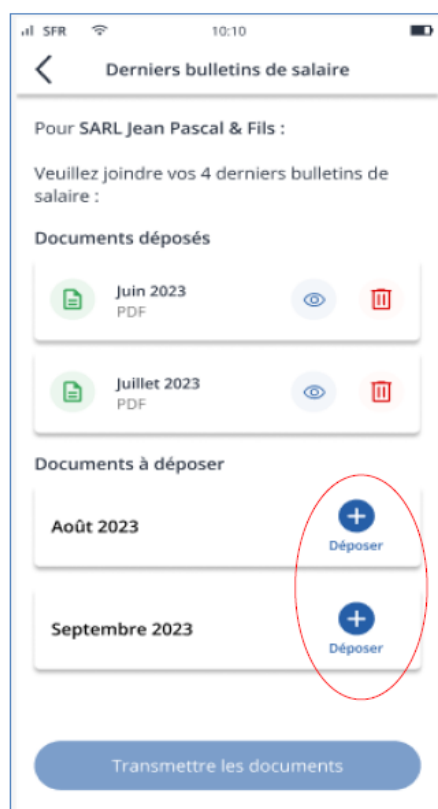 SFR 10:10
Derniers bulletins de salaire
Pour SARL Jean Pascal & Fils :
Veuillez joindre vos 4 derniers bulletins de
salaire :
Documents déposés
Juin 2023
PDF
Juillet 2023
PDF
Documents à déposer
Août 2023
Déposer
Septembre 2023
Déposer
Transmettre les documents